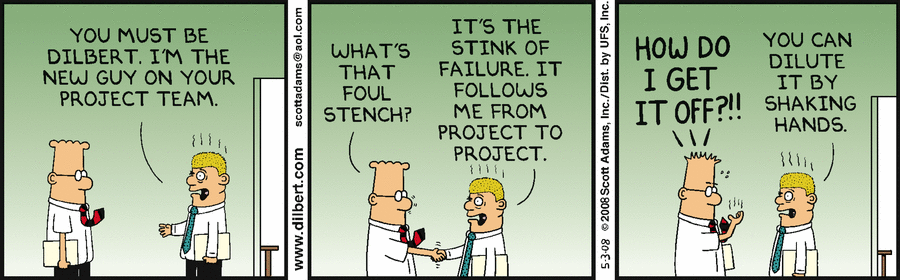 YOU MUST BE
DILBERT. I'M THE
NEW GUY ON YOUR
PROJECT TEAM.
www.dilbert.com
scottadams@aol.com
WHAT'S
THAT
FOUL
STENCH?
IT'S THE
STINK OF
FAILURE. IT
FOLLOWS
ME FROM
PROJECT TO
PROJECT.
5-3-08 © 2008 Scott Adams, Inc./Dist. by UFS, Inc.
HOW DO
I GET
IT OFF?!!
YOU CAN
DILUTE
IT BY
SHAKING
HANDS.